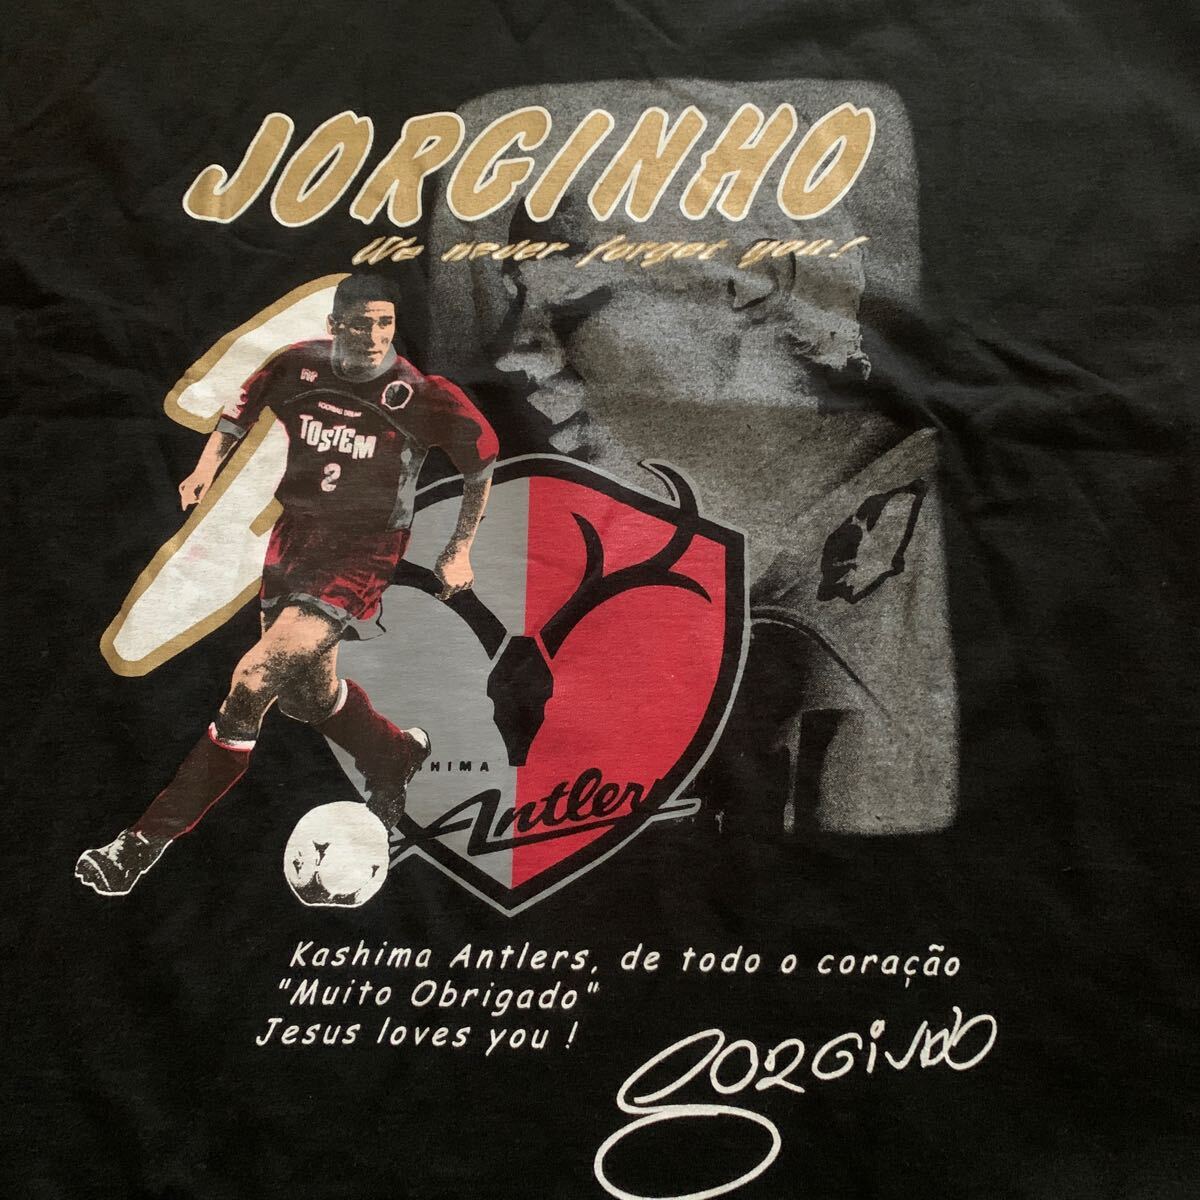 JORGINHO
We never forget you!
TOSTEM
2
HIMA
Antlers
Kashima Antlers, de todo o coração
"Muito Obrigado"
Jesus loves you !
Jorginho